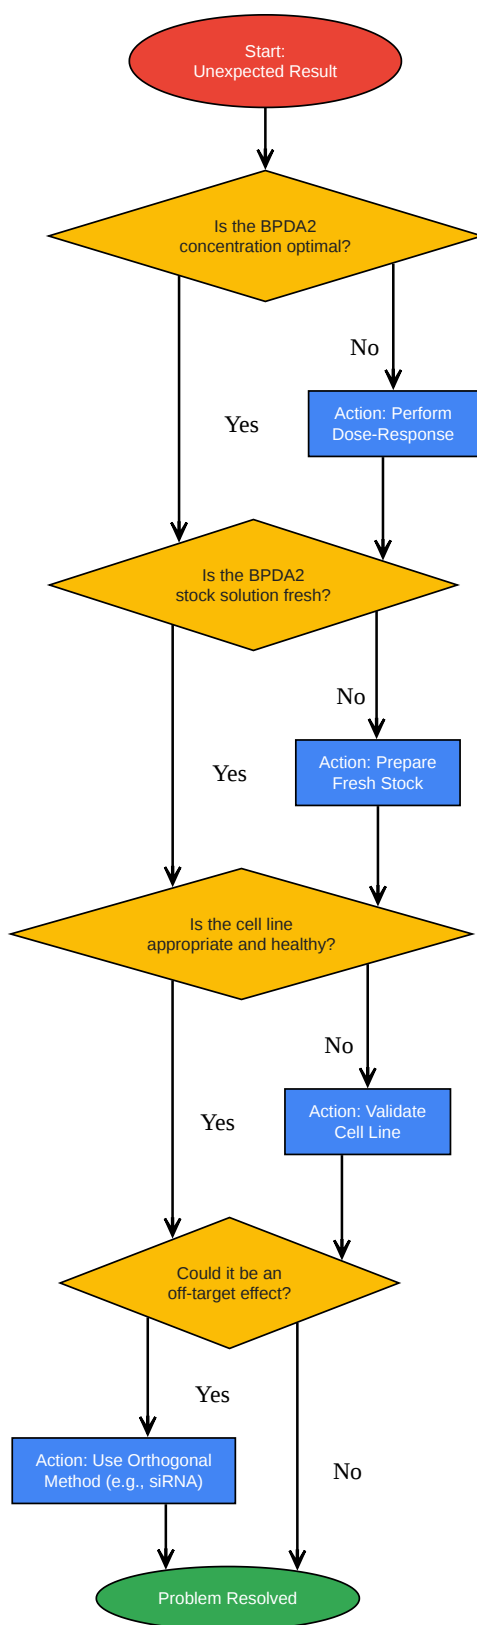 Start:
Unexpected Result
Is the BPDA2
concentration optimal?
No
Yes
Action: Perform
Dose-Response
Is the BPDA2
stock solution fresh?
No
Yes
Action: Prepare
Fresh Stock
Is the cell line
appropriate and healthy?
No
Yes
Action: Validate
Cell Line
Could it be an
off-target effect?
Yes
Action: Use Orthogonal
Method (e.g., siRNA)
No
Problem Resolved